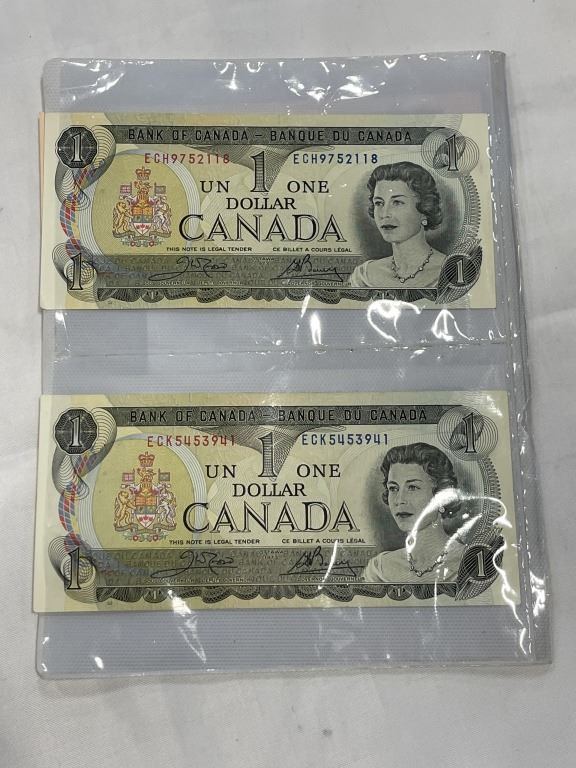 BANK OF CANADA – BANQUE DU CANADA
1 ECH9752118 ECH9752118 1
UN 1 ONE
DOLLAR
CANADA
THIS NOTE IS LEGAL TENDER CE BILLET A COURS LÉGAL
1 1
BANK OF CANADA – BANQUE DU CANADA
1 ECK5453941 ECK5453941 1
UN 1 ONE
DOLLAR
CANADA
THIS NOTE IS LEGAL TENDER CE BILLET A COURS LÉGAL
1 1